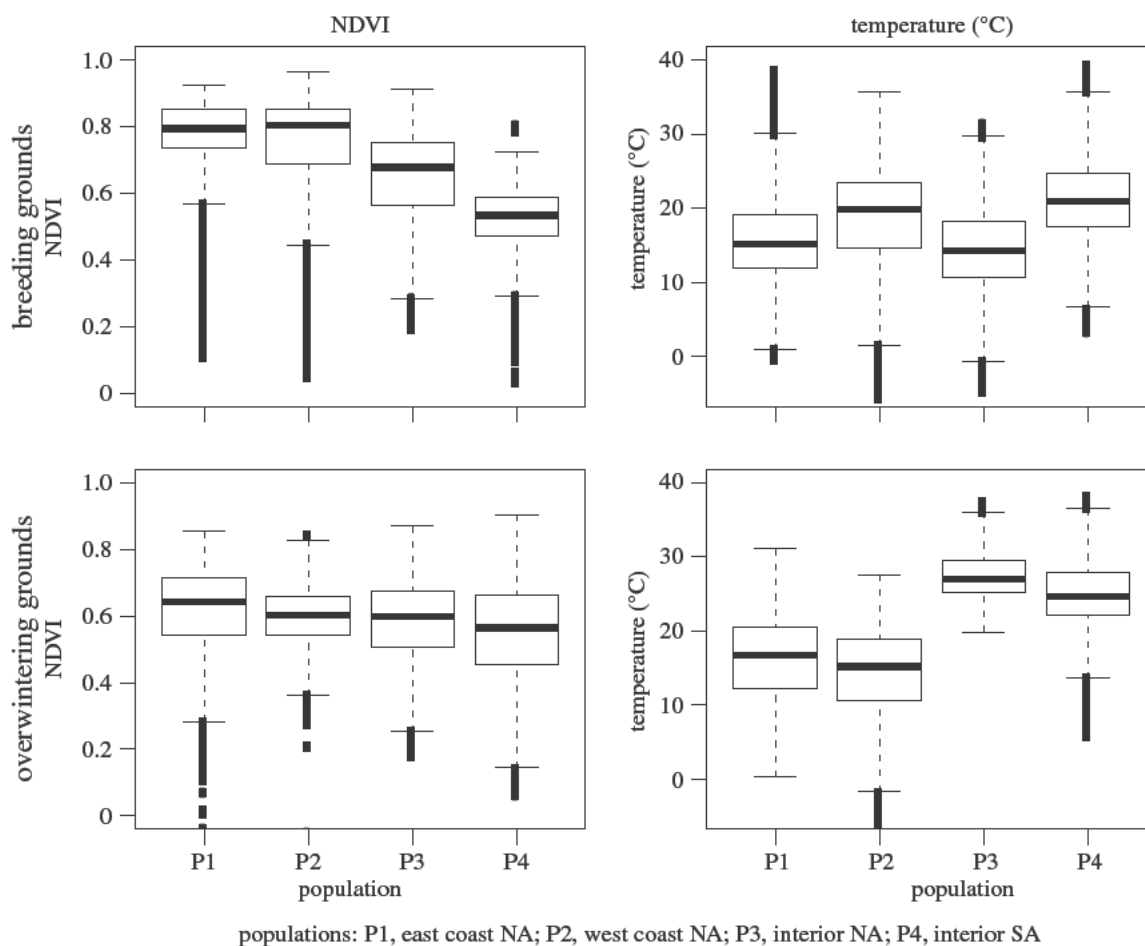 NDVI
temperature (°C)
breeding grounds
NDVI
1.0
0.8
0.6
0.4
0.2
0
temperature (°C)
40
30
20
10
0
overwintering grounds
NDVI
1.0
0.8
0.6
0.4
0.2
0
P1 P2 P3 P4
population
temperature (°C)
40
30
20
10
0
P1 P2 P3 P4
population
populations: P1, east coast NA; P2, west coast NA; P3, interior NA; P4, interior SA